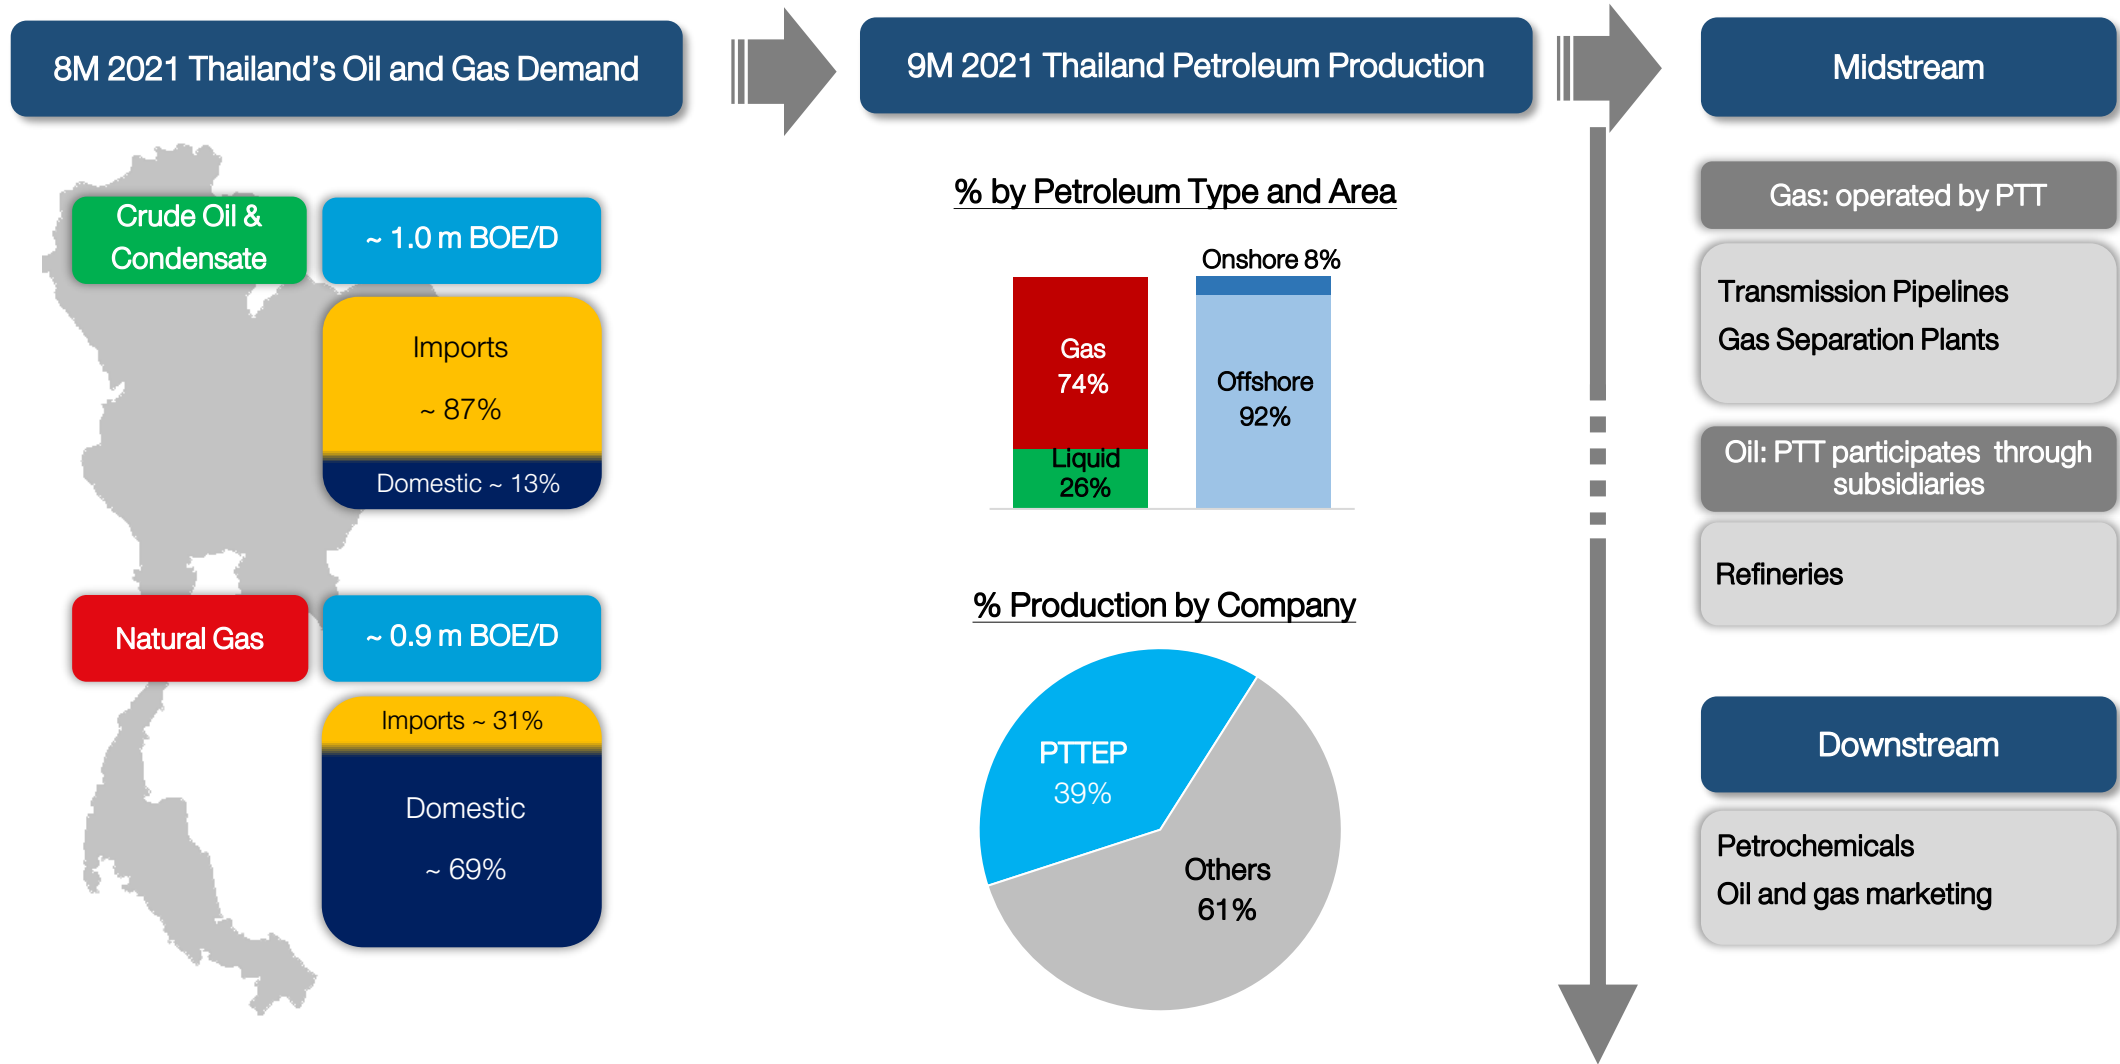 8M 2021 Thailand's Oil and Gas Demand
Crude Oil &
Condensate
~ 1.0 m BOE/D
Imports
~ 87%
Domestic ~ 13%
Natural Gas
~ 0.9 m BOE/D
Imports ~ 31%
Domestic
~ 69%
9M 2021 Thailand Petroleum Production
% by Petroleum Type and Area
Gas
74%
Liquid
26%
Onshore 8%
Offshore
92%
% Production by Company
PTTEP
39%
Others
61%
Midstream
Gas: operated by PTT
Transmission Pipelines
Gas Separation Plants
Oil: PTT participates through
subsidiaries
Refineries
Downstream
Petrochemicals
Oil and gas marketing